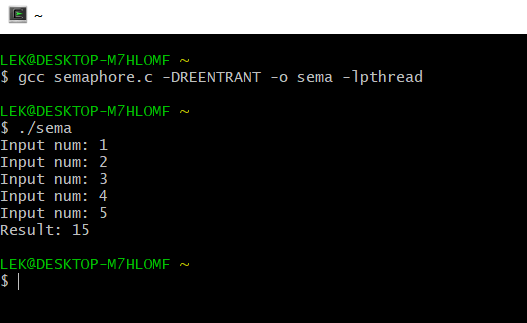 ~
LEK@DESKTOP-M7HLOMF ~
$ gcc semaphore.c -DREENTRANT -o sema -lpthread
LEK@DESKTOP-M7HLOMF ~
$ ./sema
Input num: 1
Input num: 2
Input num: 3
Input num: 4
Input num: 5
Result: 15
LEK@DESKTOP-M7HLOMF ~
$